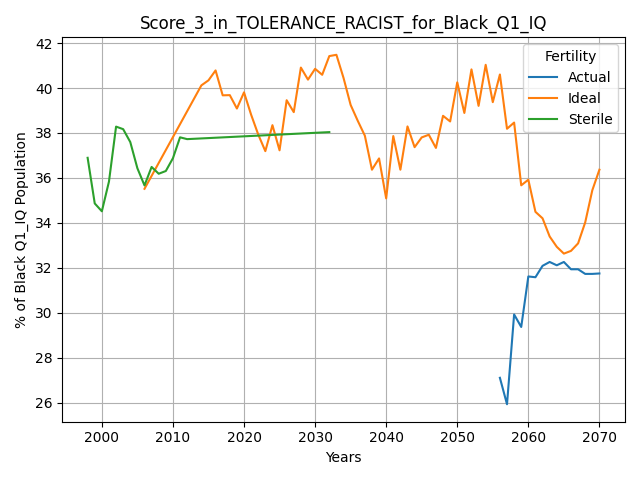 Score_3_in_TOLERANCE_RACIST_for_Black_Q1_IQ
% of Black Q1_IQ Population
42
40
38
36
34
32
30
28
26
Fertility
Actual
Ideal
Sterile
2000 2010 2020 2030 2040 2050 2060 2070
Years